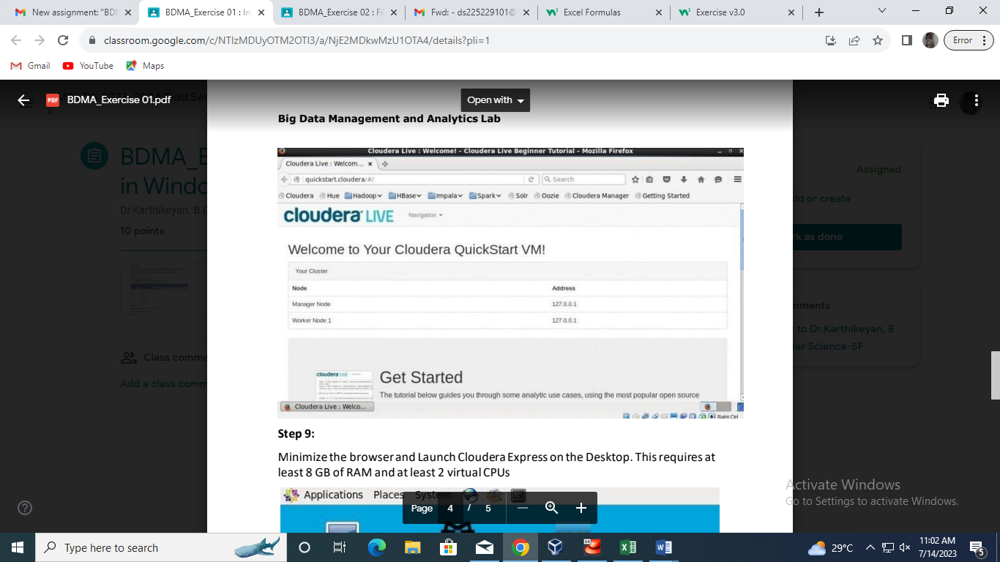 New assignment: "BDI
BDMA_Exercise 01 : In
BDMA_Exercise 02 : Fil
Fwd: - ds225229101@
Excel Formulas
Exercise v3.0
classroom.google.com/c/NTIzMDUyOTM2OTI3/a/NjE2MDkwMzU1OTA4/details?pli=1
Error
Gmail
YouTube
Maps
PDF
BDMA_Exercise 01.pdf
Open with
Big Data Management and Analytics Lab
BDMA_E
in Windo
Dr.Karthikeyan. B C
10 points
Assigned
dd or create
k as done
Class comme
Add a class comm
mments
to Dr.Karthikeyan. B
ter Science-SF
Cloudera Live : Welcome! - Cloudera Live Beginner Tutorial - Mozilla Firefox
Cloudera Live : Welcom...
quickstart.cloudera/#/
Search
Cloudera Hue Hadoop HBase Impala Spark Solr Oozie Cloudera Manager Getting Started
cloudera LIVE
Navigation
Welcome to Your Cloudera QuickStart VM!
Your Cluster
Node Address
Manager Node 127.0.0.1
Worker Node 1 127.0.0.1
cloudera LIVE
Get Started
The tutorial below guides you through some analytic use cases, using the most popular open source
Cloudera Live : Welco...
Right Ctrl
Step 9:
Minimize the browser and Launch Cloudera Express on the Desktop. This requires at
least 8 GB of RAM and at least 2 virtual CPUs
Applications Places System
Page 4 / 5
Activate Windows
Go to Settings to activate Windows.
Type here to search
29°C
11:02 AM
7/14/2023
5